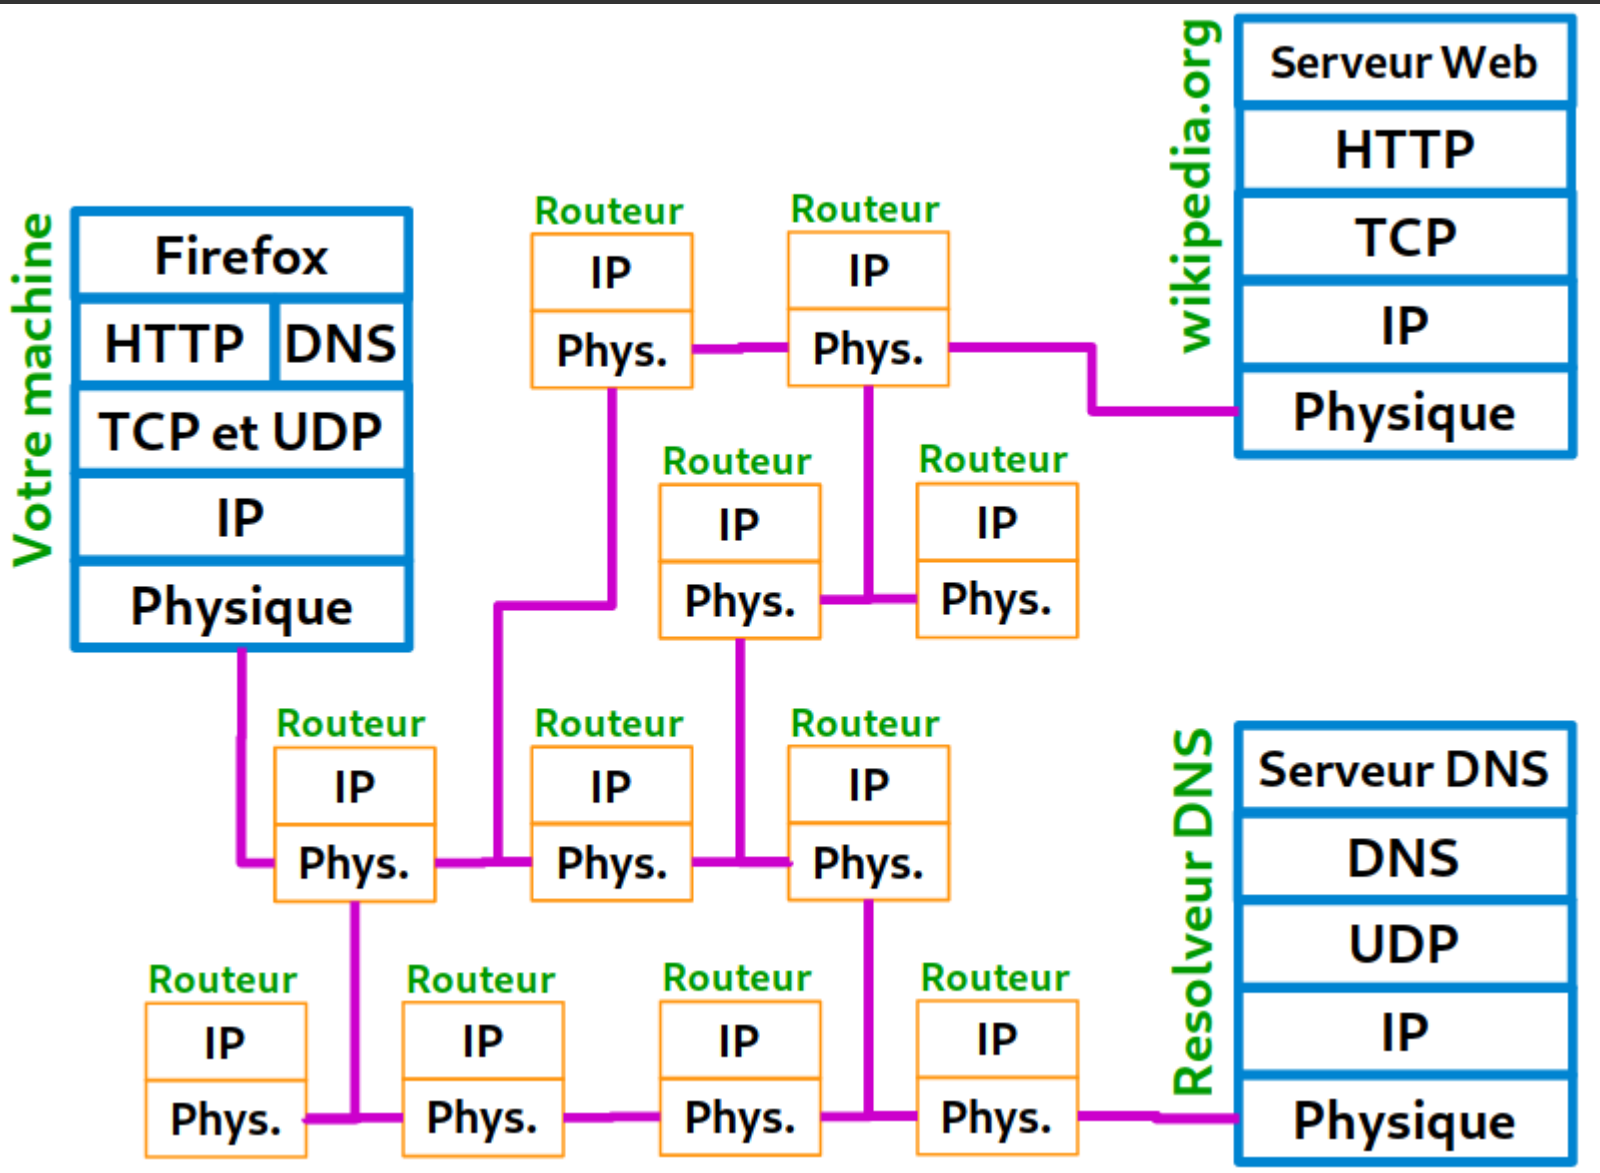 Votre machine
Firefox
HTTP
DNS
TCP et UDP
IP
Physique
wikipedia.org
Serveur Web
HTTP
TCP
IP
Physique
Routeur
IP
Phys.
Routeur
IP
Phys.
Routeur
IP
Phys.
Routeur
IP
Phys.
Routeur
IP
Phys.
Routeur
IP
Phys.
Routeur
IP
Phys.
Routeur
IP
Phys.
Routeur
IP
Phys.
Routeur
IP
Phys.
Routeur
IP
Phys.
Resolveur DNS
Serveur DNS
DNS
UDP
IP
Physique